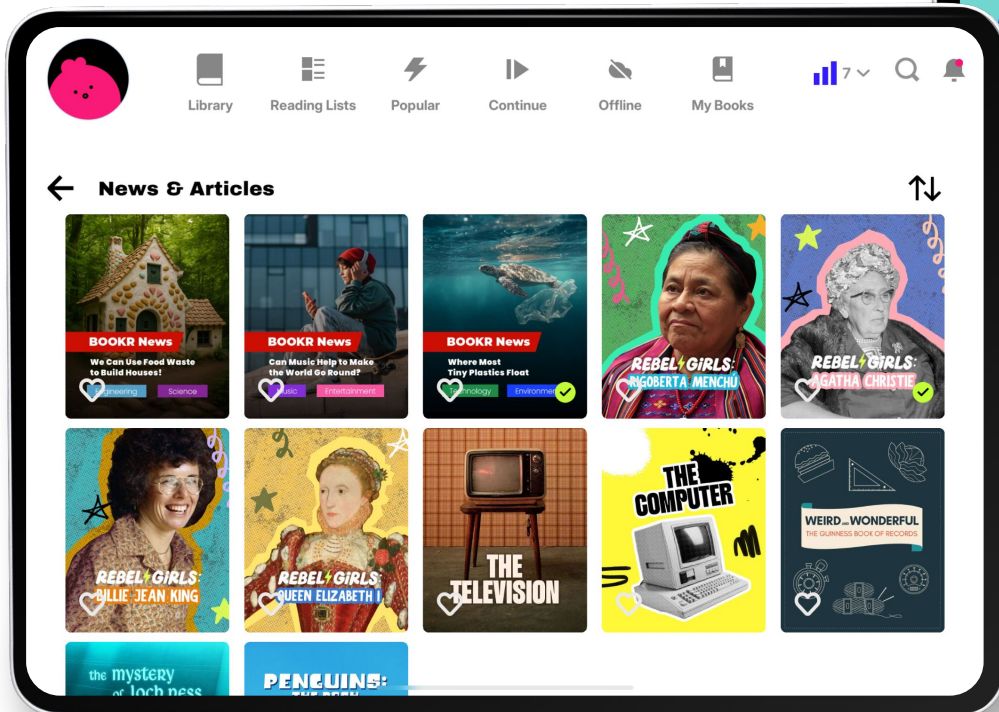 Library
Reading Lists
Popular
Continue
Offline
My Books
7
News & Articles
BOOKR News
We Can Use Food Waste
to Build Houses!
Engineering
Science
BOOKR News
Can Music Help to Make
the World Go Round?
Music
Entertainment
BOOKR News
Where Most
Tiny Plastics Float
Technology
Environment
REBEL GIRLS:
RIGOBERTA MENCHÚ
REBEL GIRLS:
AGATHA CHRISTIE
REBEL GIRLS:
BILLIE JEAN KING
REBEL GIRLS:
QUEEN ELIZABETH I
THE
TELEVISION
THE
COMPUTER
WEIRD AND WONDERFUL
THE GUINNESS BOOK OF RECORDS
the mystery
of loch ness
PENGUINS: